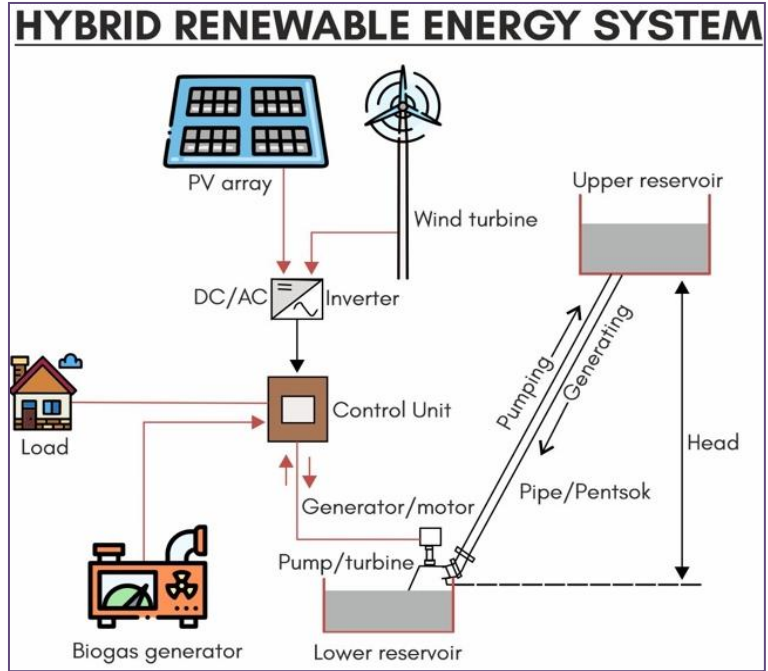 HYBRID RENEWABLE ENERGY SYSTEM
PV array
Wind turbine
Upper reservoir
DC/AC
Inverter
Pumping
Generating
Control Unit
Load
Head
Generator/motor
Pipe/Pentsok
Pump/turbine
Biogas generator
Lower reservoir